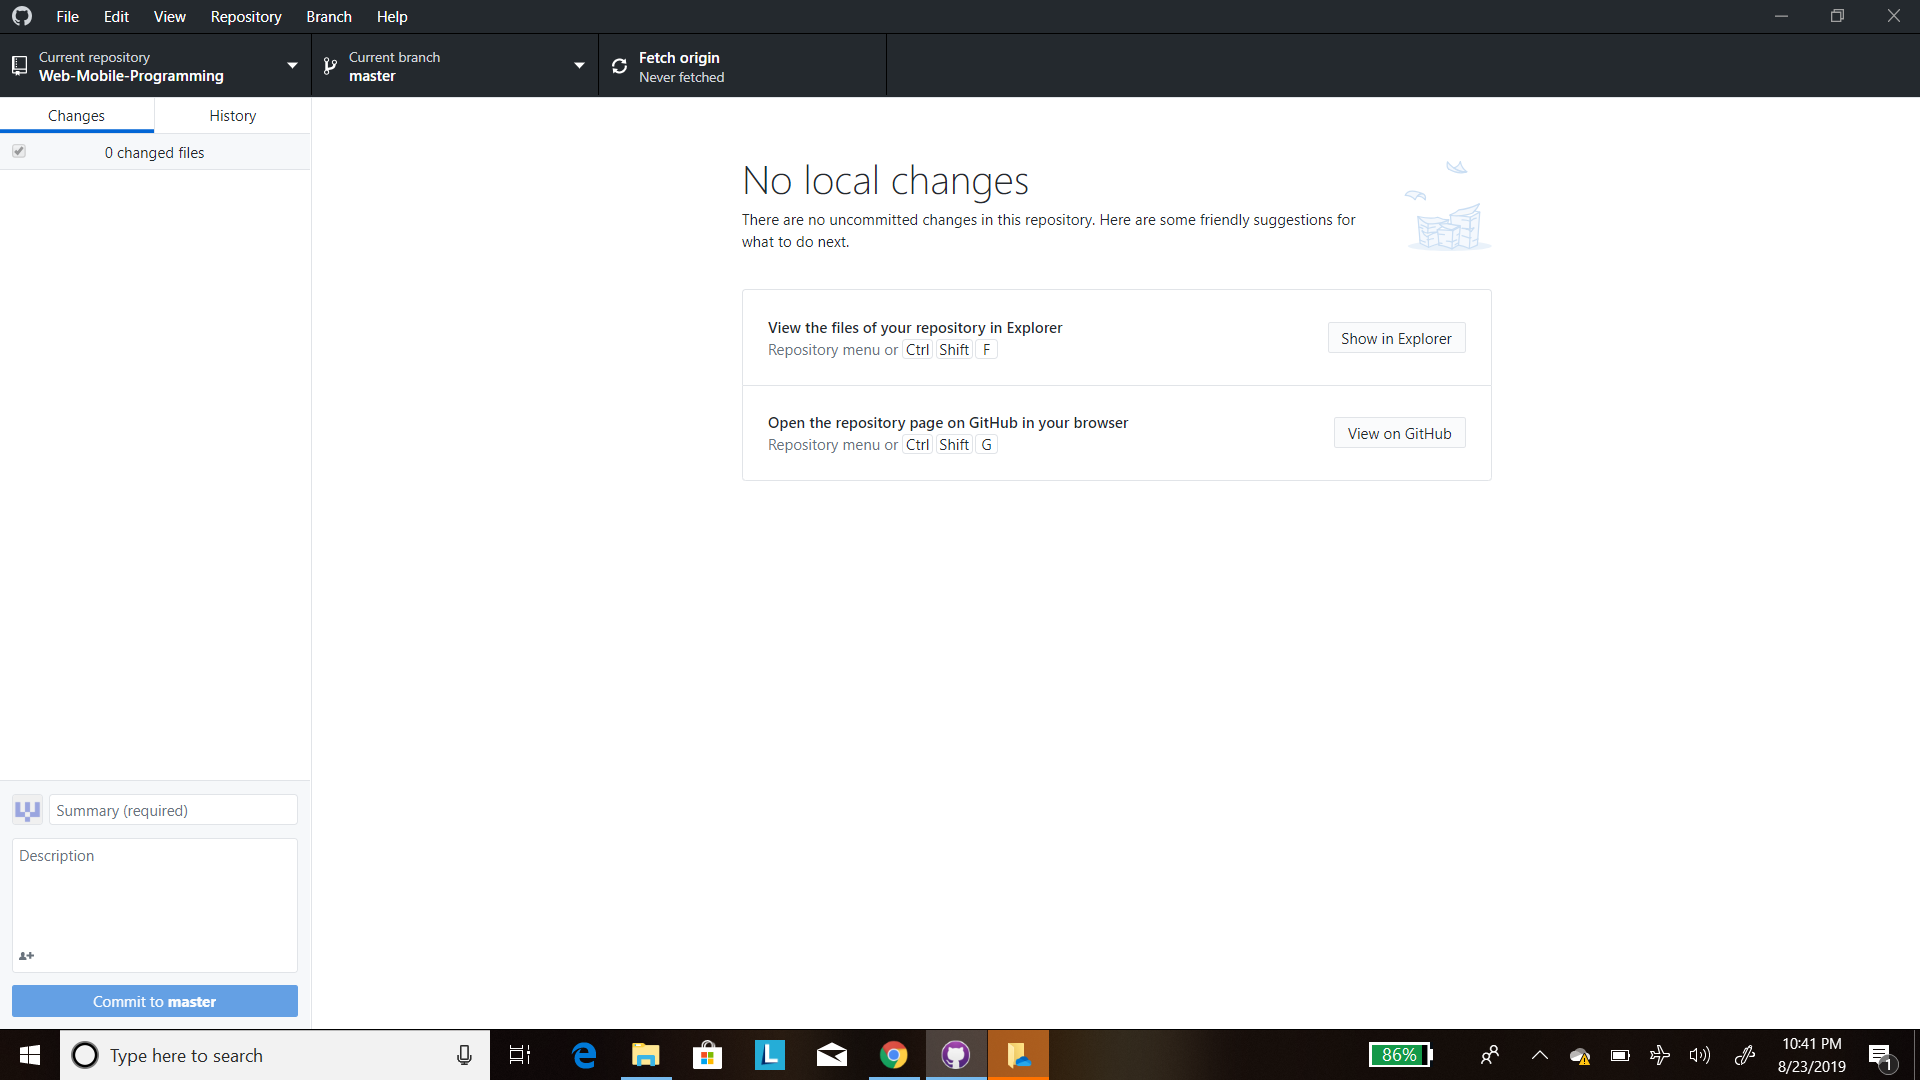 File Edit View Repository Branch Help
Current repository
Web-Mobile-Programming
Current branch
master
Fetch origin
Never fetched
Changes History
0 changed files
No local changes
There are no uncommitted changes in this repository. Here are some friendly suggestions for
what to do next.
View the files of your repository in Explorer
Repository menu or Ctrl Shift F
Show in Explorer
Open the repository page on GitHub in your browser
Repository menu or Ctrl Shift G
View on GitHub
Summary (required)
Description
Commit to master
Type here to search
L
86%
10:41 PM
8/23/2019
1